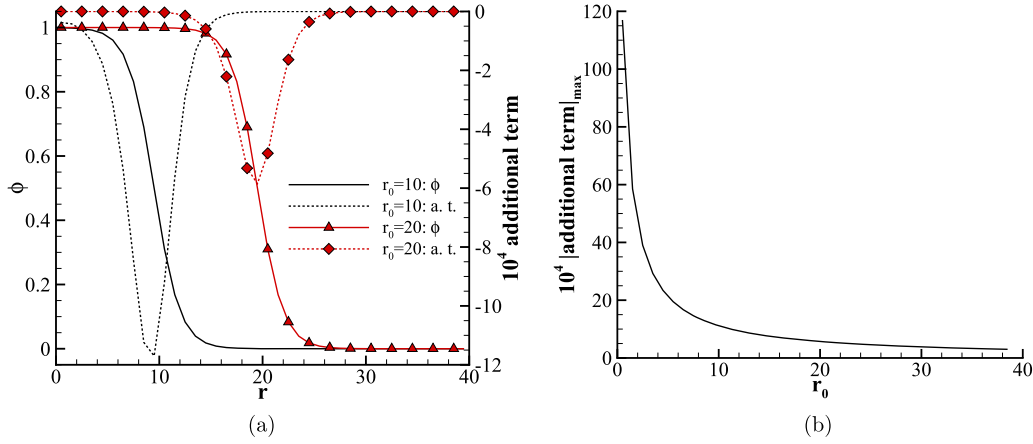 1
0.8
0.6
0.4
0.2
0
ϕ
0 10 20 30 40
r
0
-2
-4
-6
-8
-10
-12
10⁴ additional term
r₀=10: ϕ
r₀=10: a. t.
r₀=20: ϕ
r₀=20: a. t.
(a)
120
100
80
60
40
20
0
10⁴ |additional term|ₘₐₓ
0 10 20 30 40
r₀
(b)